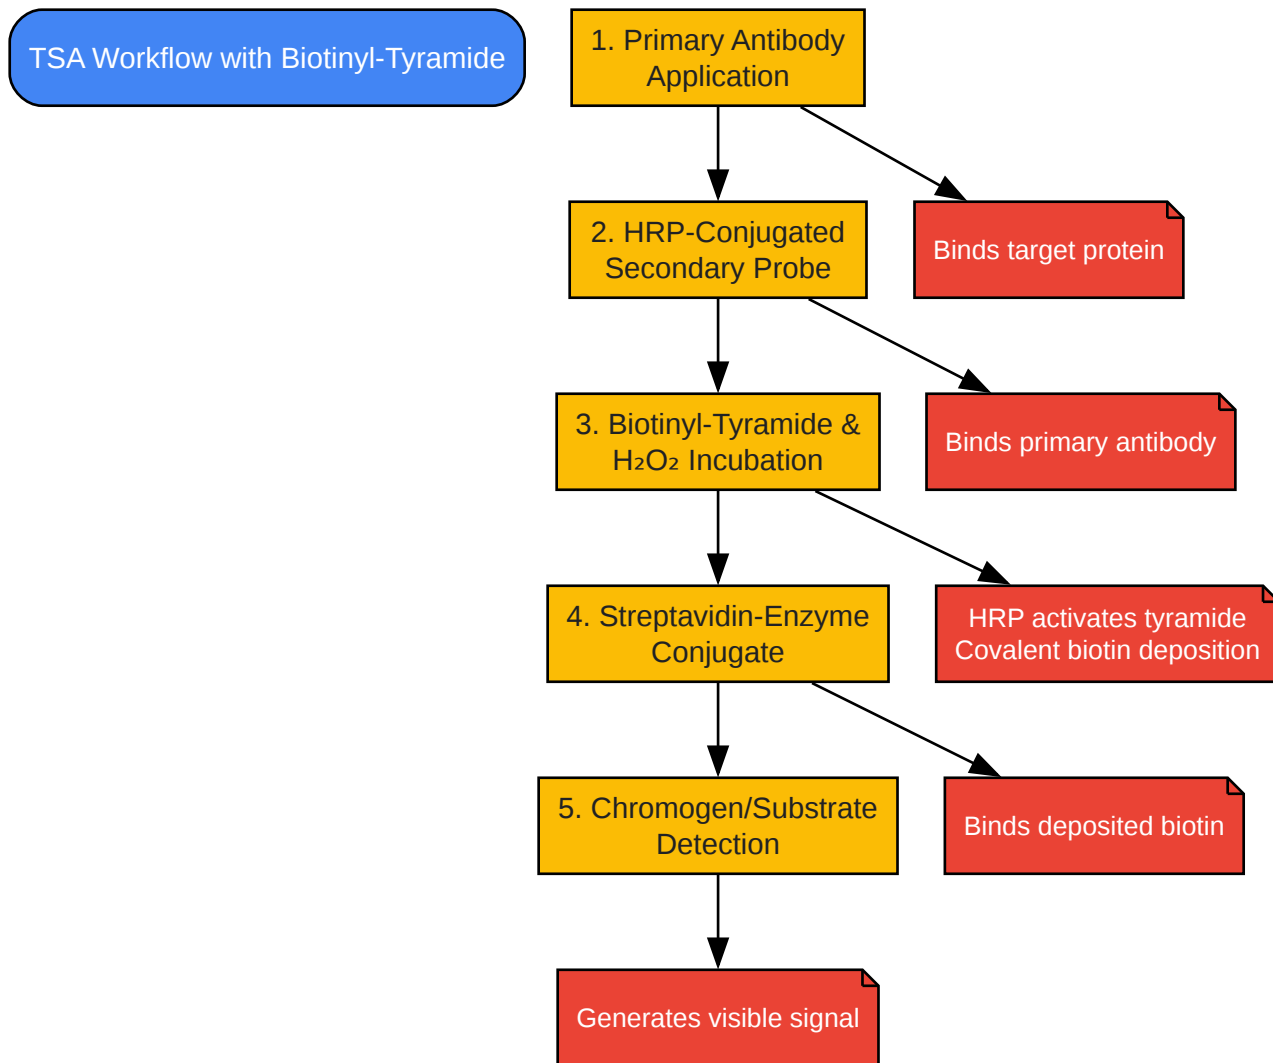 TSA Workflow with Biotinyl-Tyramide
1. Primary Antibody
Application
2. HRP-Conjugated
Secondary Probe
Binds target protein
3. Biotinyl-Tyramide &
H₂O₂ Incubation
Binds primary antibody
4. Streptavidin-Enzyme
Conjugate
HRP activates tyramide
Covalent biotin deposition
5. Chromogen/Substrate
Detection
Binds deposited biotin
Generates visible signal